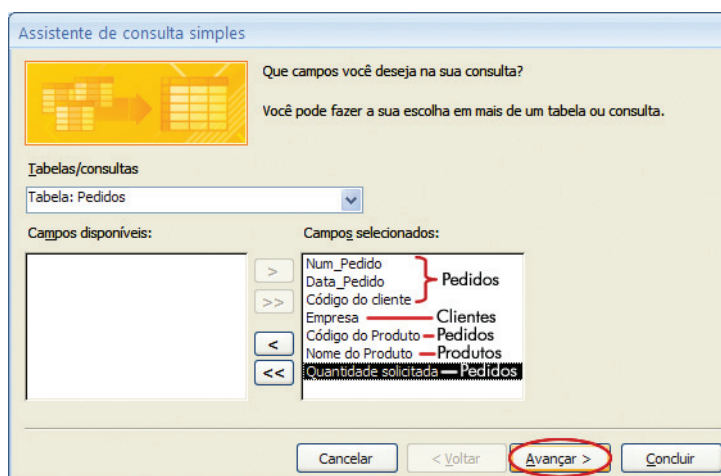 Assistente de consulta simples
Que campos você deseja na sua consulta?
Você pode fazer a sua escolha em mais de um tabela ou consulta.
Tabelas/consultas
Tabela: Pedidos
Campos disponíveis:
Campos selecionados:
Num_Pedido
Data_Pedido
Pedidos
Código do cliente
Empresa Clientes
Código do Produto Pedidos
Nome do Produto Produtos
Quantidade solicitada Pedidos
>
>>
<
<<
Cancelar < Voltar Avançar > Concluir